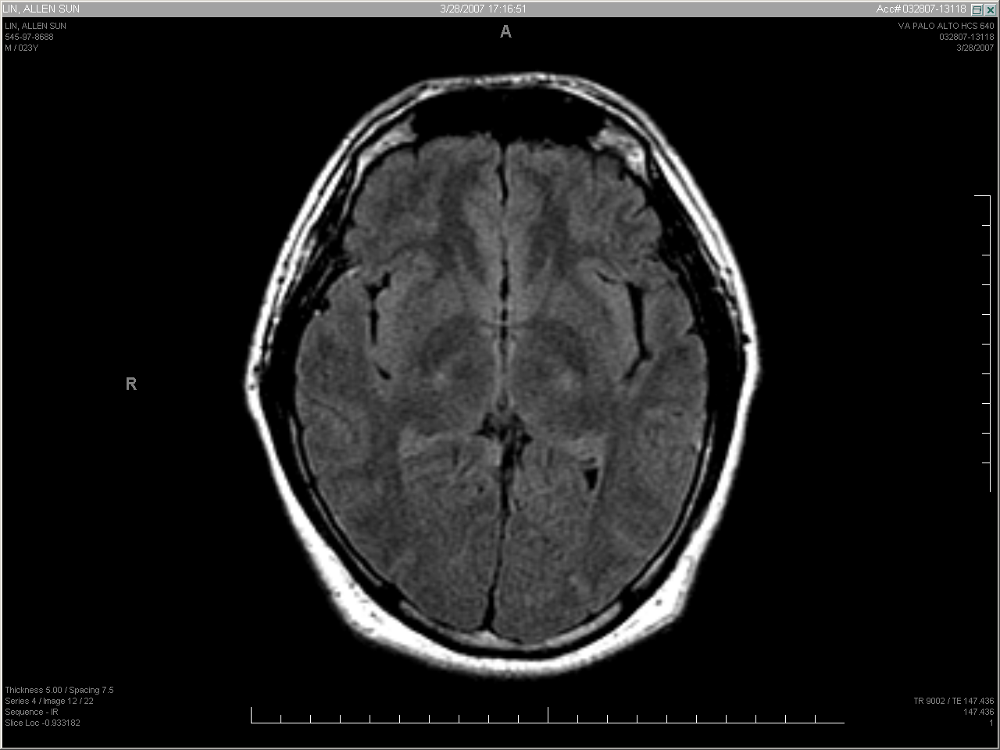 LIN, ALLEN SUN 3/28/2007 17:16:51 Acc#032807-13118
LIN, ALLEN SUN
545-97-8688
M / 023Y
A
VA PALO ALTO HCS 640
032807-13118
3/28/2007
R
Thickness 5.00 / Spacing 7.5
Series 4 / Image 12 / 22
Sequence - IR
Slice Loc -0.933182
TR 9002 / TE 147.436
147.436
1